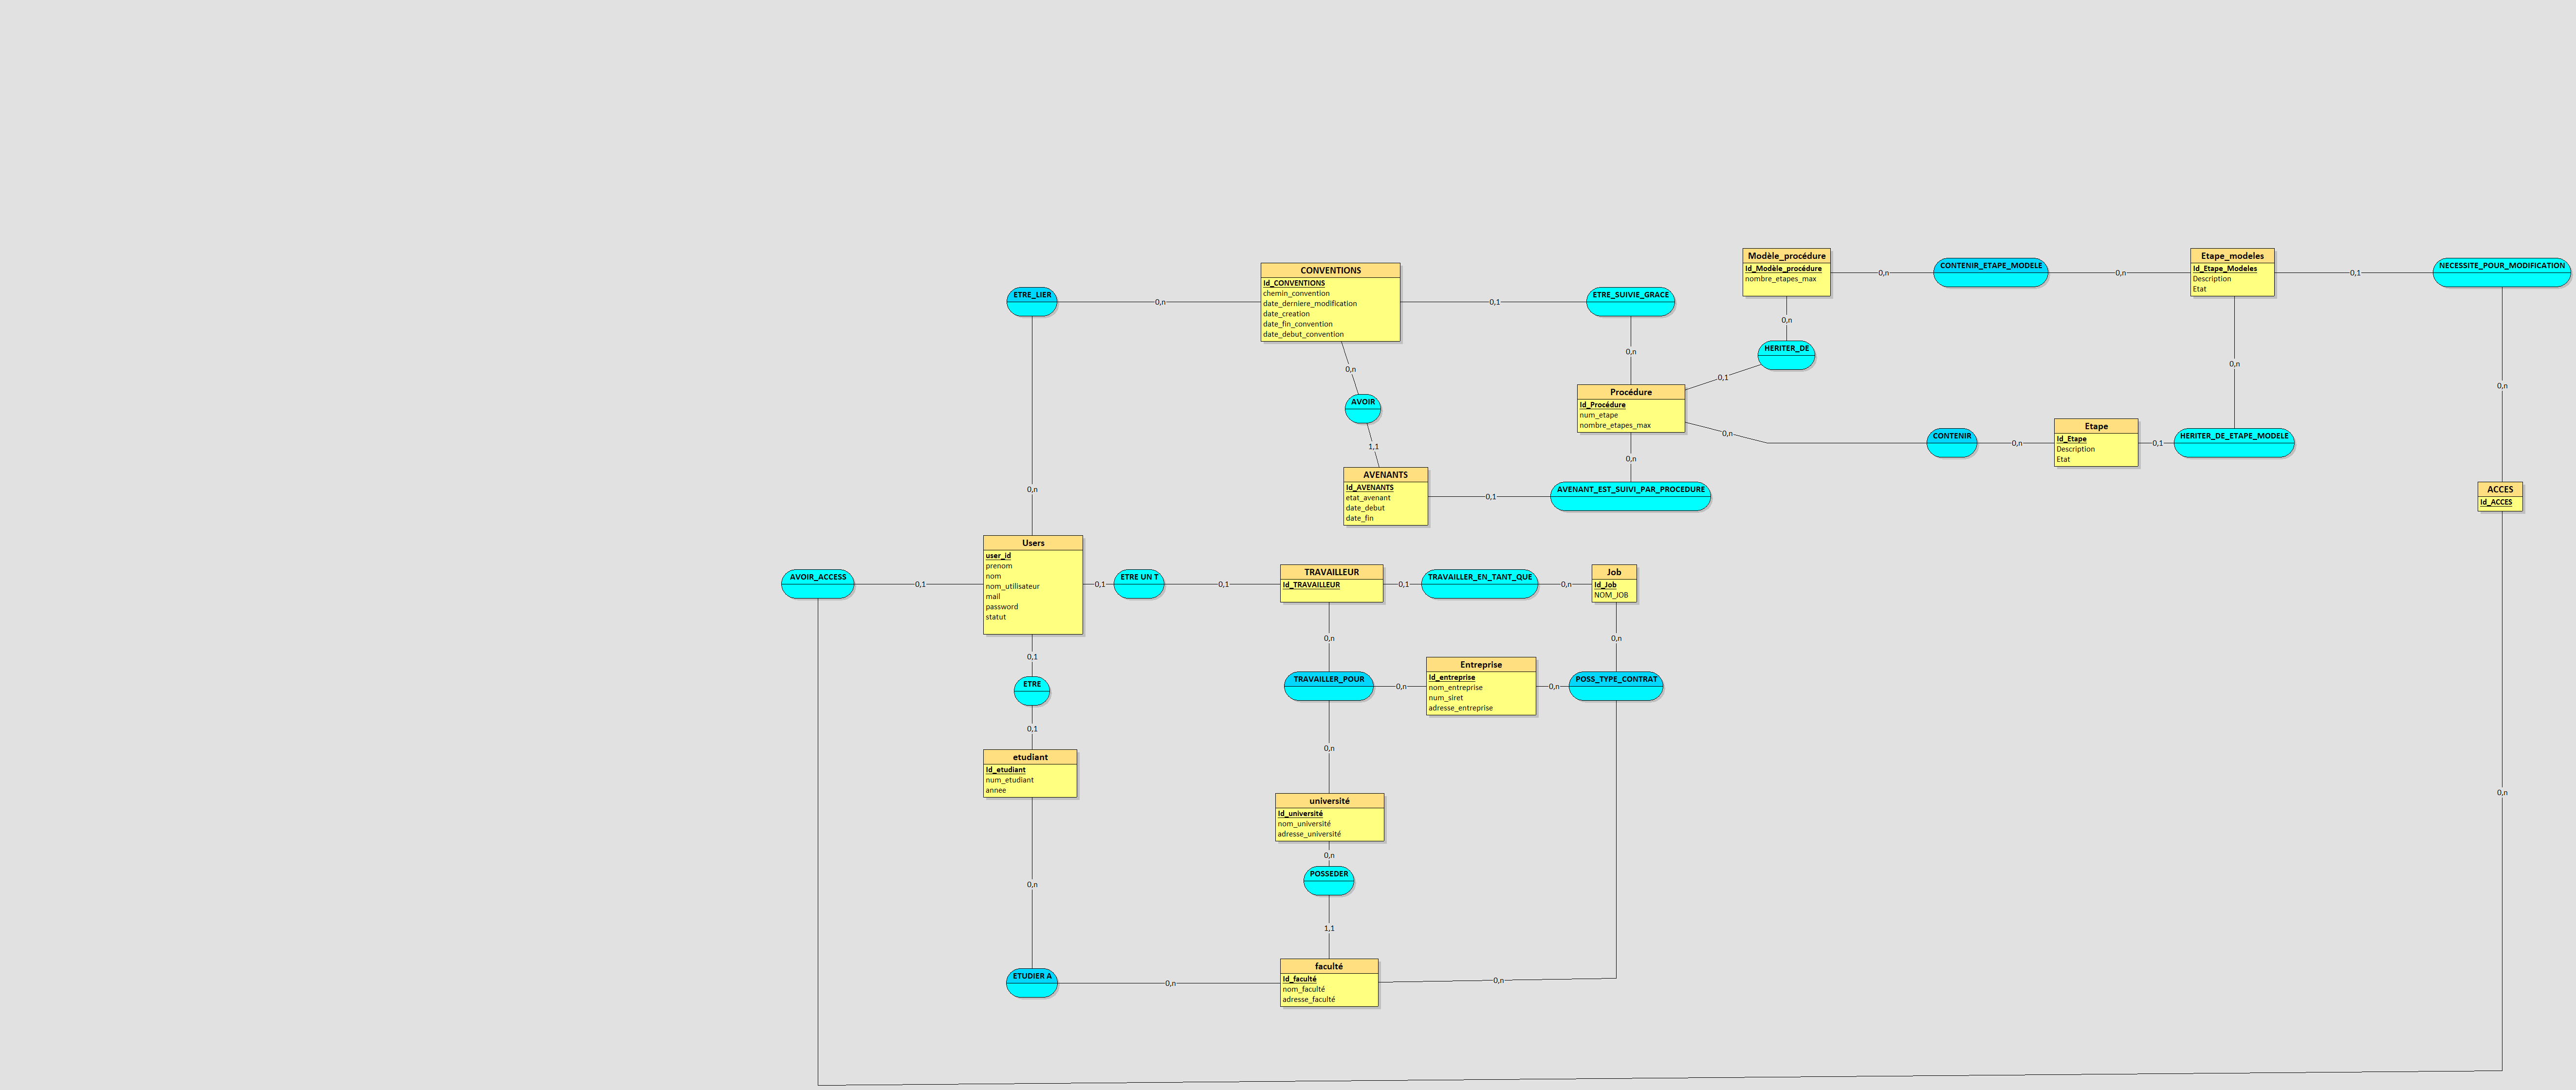 Modèle_procédure
Id_Modèle_procédure
nombre_etapes_max
0,n
CONTENIR_ETAPE_MODELE
0,n
Etape_modeles
Id_Etape_Modeles
Description
Etat
0,1
NECESSITE_POUR_MODIFICATION
CONVENTIONS
Id_CONVENTIONS
chemin_convention
date_derniere_modification
date_creation
date_fin_convention
date_debut_convention
ETRE_LIER
0,n
0,1
ETRE_SUIVIE_GRACE
0,n
0,n
HERITER_DE
0,1
0,n
0,n
0,n
AVOIR
1,1
Procédure
Id_Procédure
num_etape
nombre_etapes_max
0,n
CONTENIR
0,n
Etape
Id_Etape
Description
Etat
0,1
HERITER_DE_ETAPE_MODELE
0,n
AVENANTS
Id_AVENANTS
etat_avenant
date_debut
date_fin
0,1
AVENANT_EST_SUIVI_PAR_PROCEDURE
ACCES
Id_ACCES
0,n
Users
user_id
prenom
nom
nom_utilisateur
mail
password
statut
AVOIR_ACCESS
0,1
0,1
ETRE UN T
0,1
TRAVAILLEUR
Id_TRAVAILLEUR
0,1
TRAVAILLER_EN_TANT_QUE
0,n
Job
Id_Job
NOM_JOB
0,n
0,n
0,1
ETRE
0,1
TRAVAILLER_POUR
0,n
Entreprise
Id_entreprise
nom_entreprise
num_siret
adresse_entreprise
0,n
POSS_TYPE_CONTRAT
0,n
etudiant
Id_etudiant
num_etudiant
annee
0,n
université
Id_université
nom_université
adresse_université
0,n
POSSEDER
0,n
1,1
ETUDIER A
0,n
faculté
Id_faculté
nom_faculté
adresse_faculté
0,n